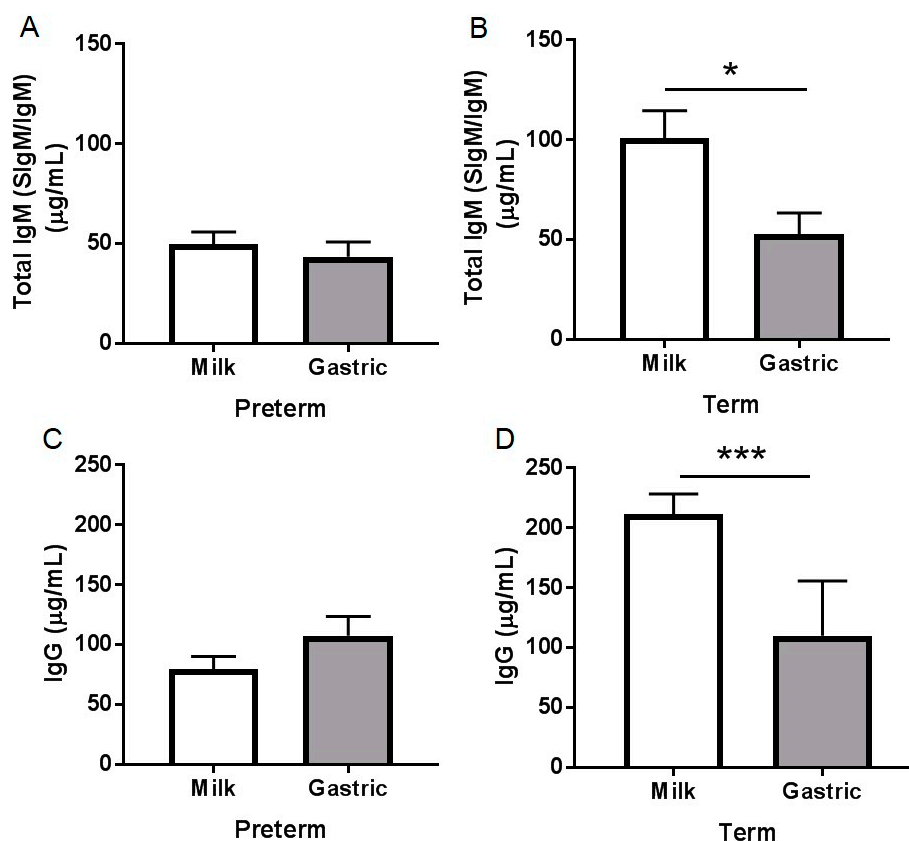 A
Total IgM (SIgM/IgM)
(μg/mL)
150
100
50
0
Milk
Gastric
Preterm
B
Total IgM (SIgM/IgM)
(μg/mL)
150
100
50
0
*
Milk
Gastric
Term
C
IgG (μg/mL)
250
200
150
100
50
0
Milk
Gastric
Preterm
D
IgG (μg/mL)
250
200
150
100
50
0
***
Milk
Gastric
Term